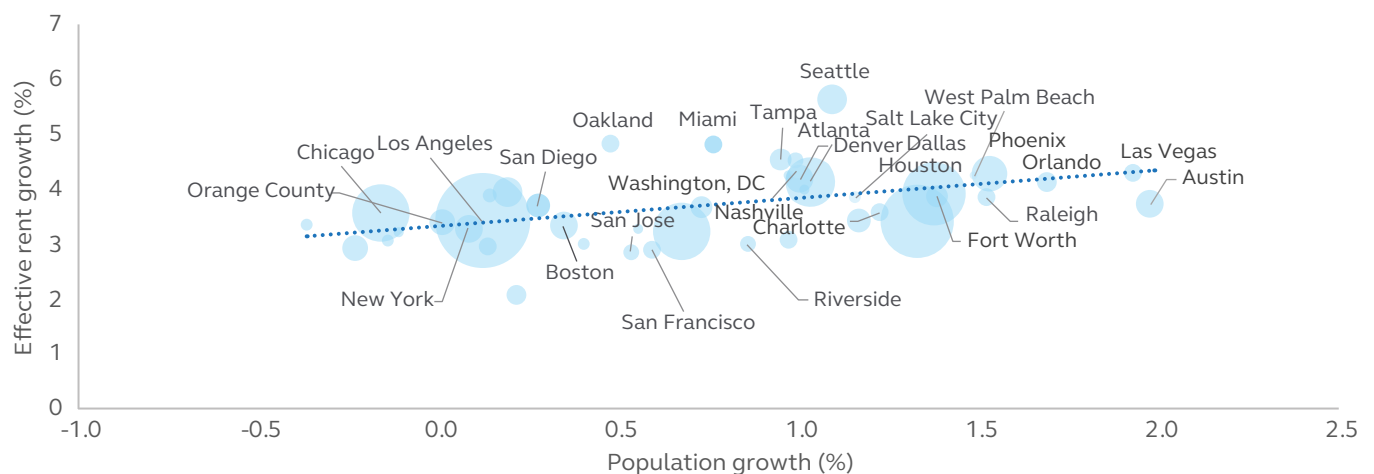 7
6
5
4
3
2
1
0
Effective rent growth (%)
Seattle
West Palm Beach
Tampa
Salt Lake City
Oakland
Miami
Atlanta
Phoenix
Los Angeles
Denver
Dallas
Chicago
San Diego
Houston
Orlando
Las Vegas
Orange County
Washington, DC
Austin
San Jose
Nashville
Charlotte
Raleigh
Fort Worth
Boston
New York
Riverside
San Francisco
-1.0
-0.5
0.0
0.5
1.0
1.5
2.0
2.5
Population growth (%)